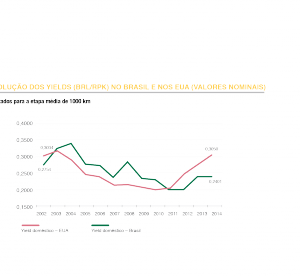 OLUÇÃO DOS YIELDS (BRL/RPK) NO BRASIL E NOS EUA (VALORES NOMINAIS)
ados para a etapa media de 1000 km
0,4000
0,3500
0,3000
0,2500
0,2000
0,1500
2002 2003 2004 2005 2006 2007 2008 2009 2010 2011 2012 2013 2014
Yield doméstico – EUA
Yield doméstico – Brasil